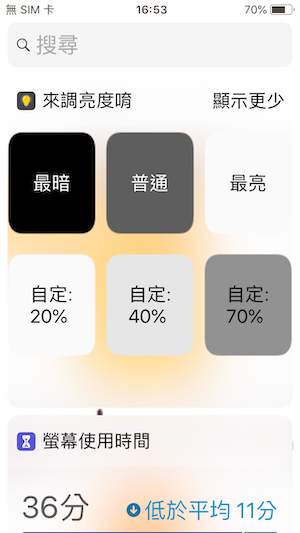 無 SIM 卡 16:53 70%
搜尋
來調亮度唷 顯示更少
最暗 普通 最亮
自定: 自定: 自定:
20% 40% 70%
螢幕使用時間
36分 低於平均 11分